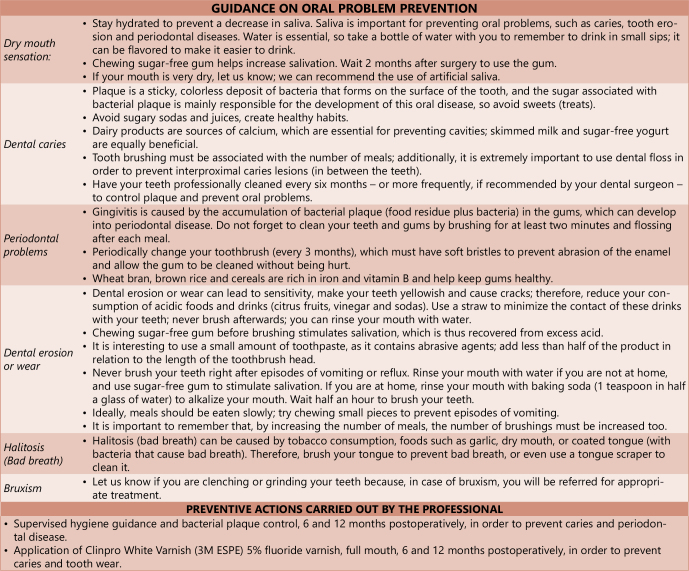 GUIDANCE ON ORAL PROBLEM PREVENTION
Dry mouth
sensation:
• Stay hydrated to prevent a decrease in saliva. Saliva is important for preventing oral problems, such as caries, tooth ero-
sion and periodontal diseases. Water is essential, so take a bottle of water with you to remember to drink in small sips; it
can be flavored to make it easier to drink.
• Chewing sugar-free gum helps increase salivation. Wait 2 months after surgery to use the gum.
• If your mouth is very dry, let us know; we can recommend the use of artificial saliva.
Dental caries
• Plaque is a sticky, colorless deposit of bacteria that forms on the surface of the tooth, and the sugar associated with
bacterial plaque is mainly responsible for the development of this oral disease, so avoid sweets (treats).
• Avoid sugary sodas and juices, create healthy habits.
• Dairy products are sources of calcium, which are essential for preventing cavities; skimmed milk and sugar-free yogurt
are equally beneficial.
• Tooth brushing must be associated with the number of meals; additionally, it is extremely important to use dental floss in
order to prevent interproximal caries lesions (in between the teeth).
• Have your teeth professionally cleaned every six months – or more frequently, if recommended by your dental surgeon –
to control plaque and prevent oral problems.
Periodontal
problems
• Gingivitis is caused by the accumulation of bacterial plaque (food residue plus bacteria) in the gums, which can develop
into periodontal disease. Do not forget to clean your teeth and gums by brushing for at least two minutes and flossing
after each meal.
• Periodically change your toothbrush (every 3 months), which must have soft bristles to prevent abrasion of the enamel
and allow the gum to be cleaned without being hurt.
• Wheat bran, brown rice and cereals are rich in iron and vitamin B and help keep gums healthy.
Dental erosion
or wear
• Dental erosion or wear can lead to sensitivity, make your teeth yellowish and cause cracks; therefore, reduce your con-
sumption of acidic foods and drinks (citrus fruits, vinegar and sodas). Use a straw to minimize the contact of these drinks
with your teeth; never brush afterwards; you can rinse your mouth with water.
• Chewing sugar-free gum before brushing stimulates salivation, which is thus recovered from excess acid.
• It is interesting to use a small amount of toothpaste, as it contains abrasive agents; add less than half of the product in
relation to the length of the toothbrush head.
• Never brush your teeth right after episodes of vomiting or reflux. Rinse your mouth with water if you are not at home,
and use sugar-free gum to stimulate salivation. If you are at home, rinse your mouth with baking soda (1 teaspoon in half
a glass of water) to alkalize your mouth. Wait half an hour to brush your teeth.
• Ideally, meals should be eaten slowly; try chewing small pieces to prevent episodes of vomiting.
• It is important to remember that, by increasing the number of meals, the number of brushings must be increased too.
Halitosis
(Bad breath)
• Halitosis (bad breath) can be caused by tobacco consumption, foods such as garlic, dry mouth, or coated tongue (with
bacteria that cause bad breath). Therefore, brush your tongue to prevent bad breath, or even use a tongue scraper to
clean it.
Bruxism
• Let us know if you are clenching or grinding your teeth because, in case of bruxism, you will be referred for appropri-
ate treatment.
PREVENTIVE ACTIONS CARRIED OUT BY THE PROFESSIONAL
• Supervised hygiene guidance and bacterial plaque control, 6 and 12 months postoperatively, in order to prevent caries and periodon-
tal disease.
• Application of Clinpro White Varnish (3M ESPE) 5% fluoride varnish, full mouth, 6 and 12 months postoperatively, in order to prevent
caries and tooth wear.